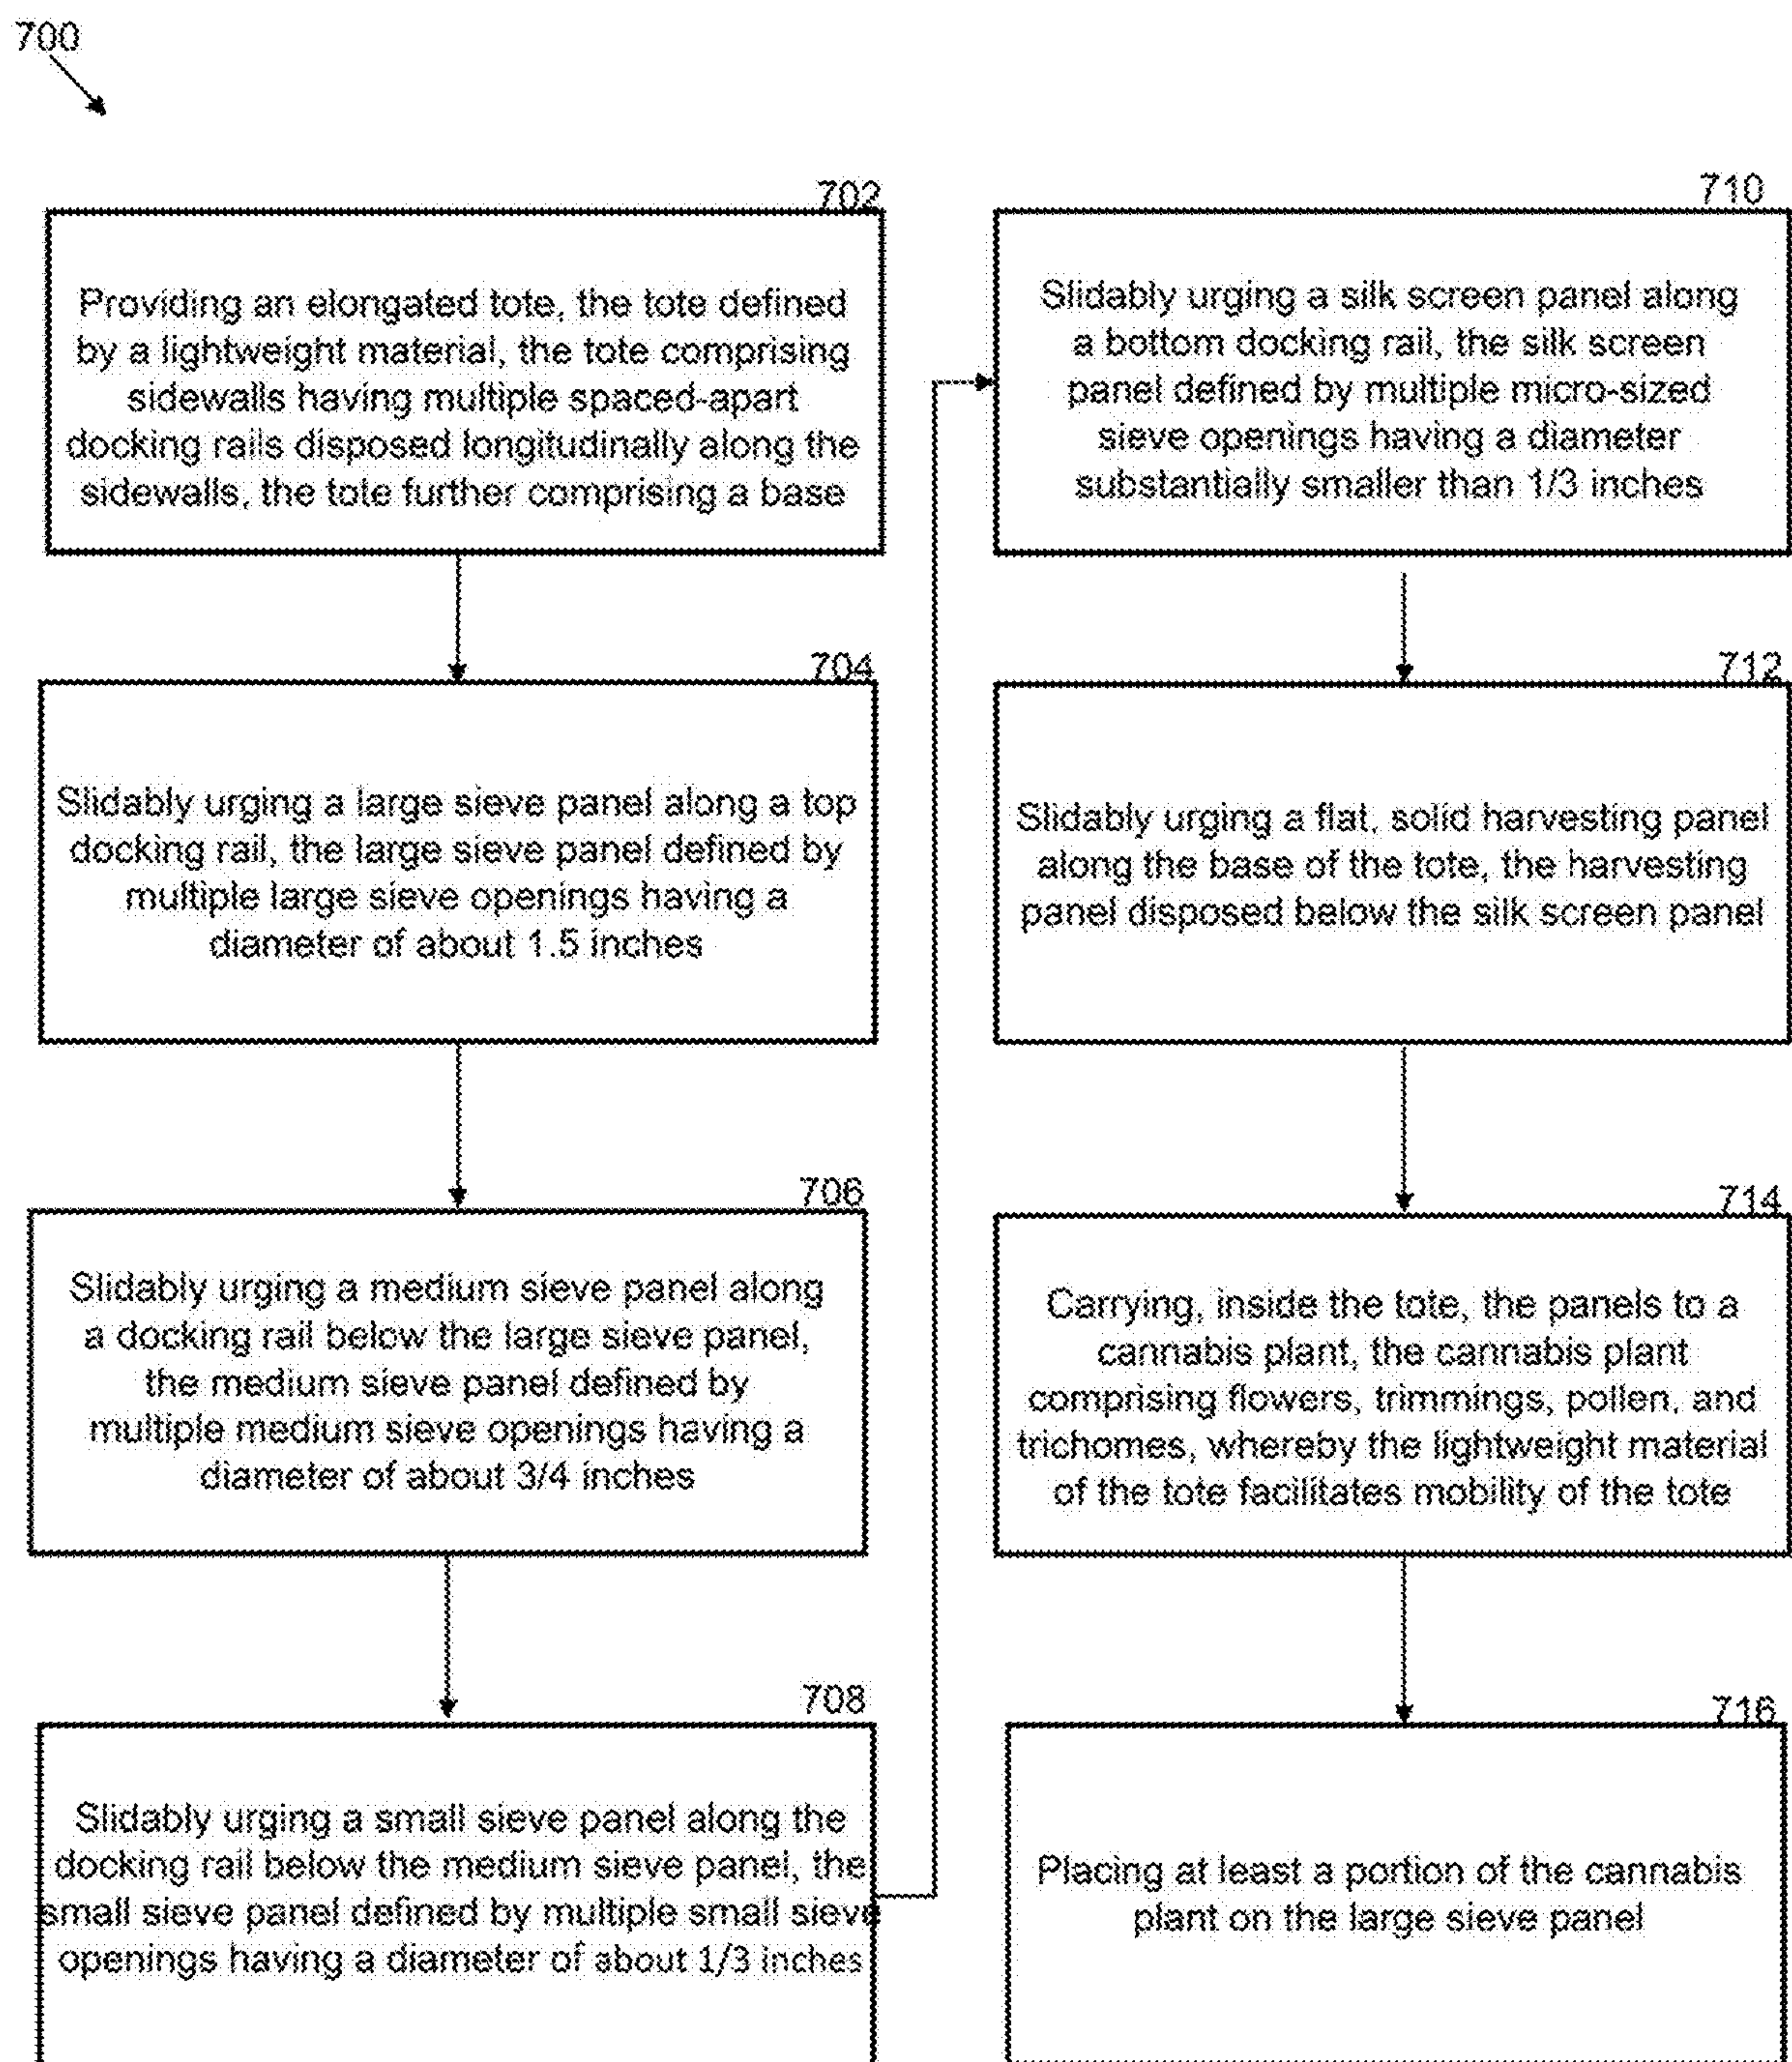 700
702
Providing an elongated tote, the tote defined
by a lightweight material, the tote comprising
sidewalls having multiple spaced-apart
docking rails disposed longitudinally along the
sidewalls, the tote further comprising a base
704
Slidably urging a large sieve panel along a top
docking rail, the large sieve panel defined by
multiple large sieve openings having a
diameter of about 1.5 inches
706
Slidably urging a medium sieve panel along
a docking rail below the large sieve panel,
the medium sieve panel defined by
multiple medium sieve openings having a
diameter of about 3/4 inches
708
Slidably urging a small sieve panel along the
docking rail below the medium sieve panel, the
small sieve panel defined by multiple small sieve
openings having a diameter of about 1/3 inches
710
Slidably urging a silk screen panel along
a bottom docking rail, the silk screen
panel defined by multiple micro-sized
sieve openings having a diameter
substantially smaller than 1/3 inches
712
Slidably urging a flat, solid harvesting panel
along the base of the tote, the harvesting
panel disposed below the silk screen panel
714
Carrying, inside the tote, the panels to a
cannabis plant, the cannabis plant
comprising flowers, trimmings, pollen, and
trichomes, whereby the lightweight material
of the tote facilitates mobility of the tote
716
Placing at least a portion of the cannabis
plant on the large sieve panel